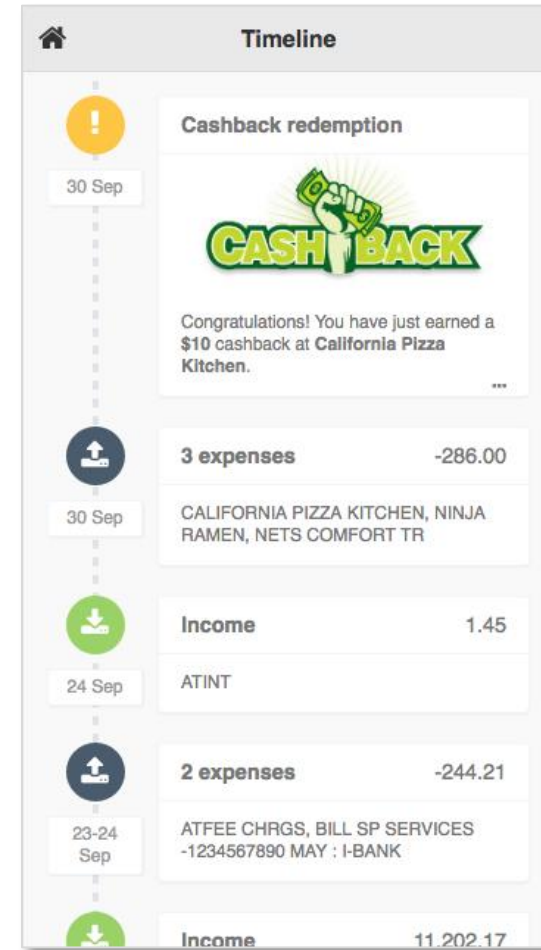 Timeline
Cashback redemption
30 Sep
CASH BACK
Congratulations! You have just earned a
$10 cashback at California Pizza
Kitchen.
3 expenses -286.00
30 Sep
CALIFORNIA PIZZA KITCHEN, NINJA
RAMEN, NETS COMFORT TR
Income 1.45
24 Sep
ATINT
2 expenses -244.21
23-24
Sep
ATFEE CHRGS, BILL SP SERVICES
-1234567890 MAY : I-BANK
Income 11,202.17